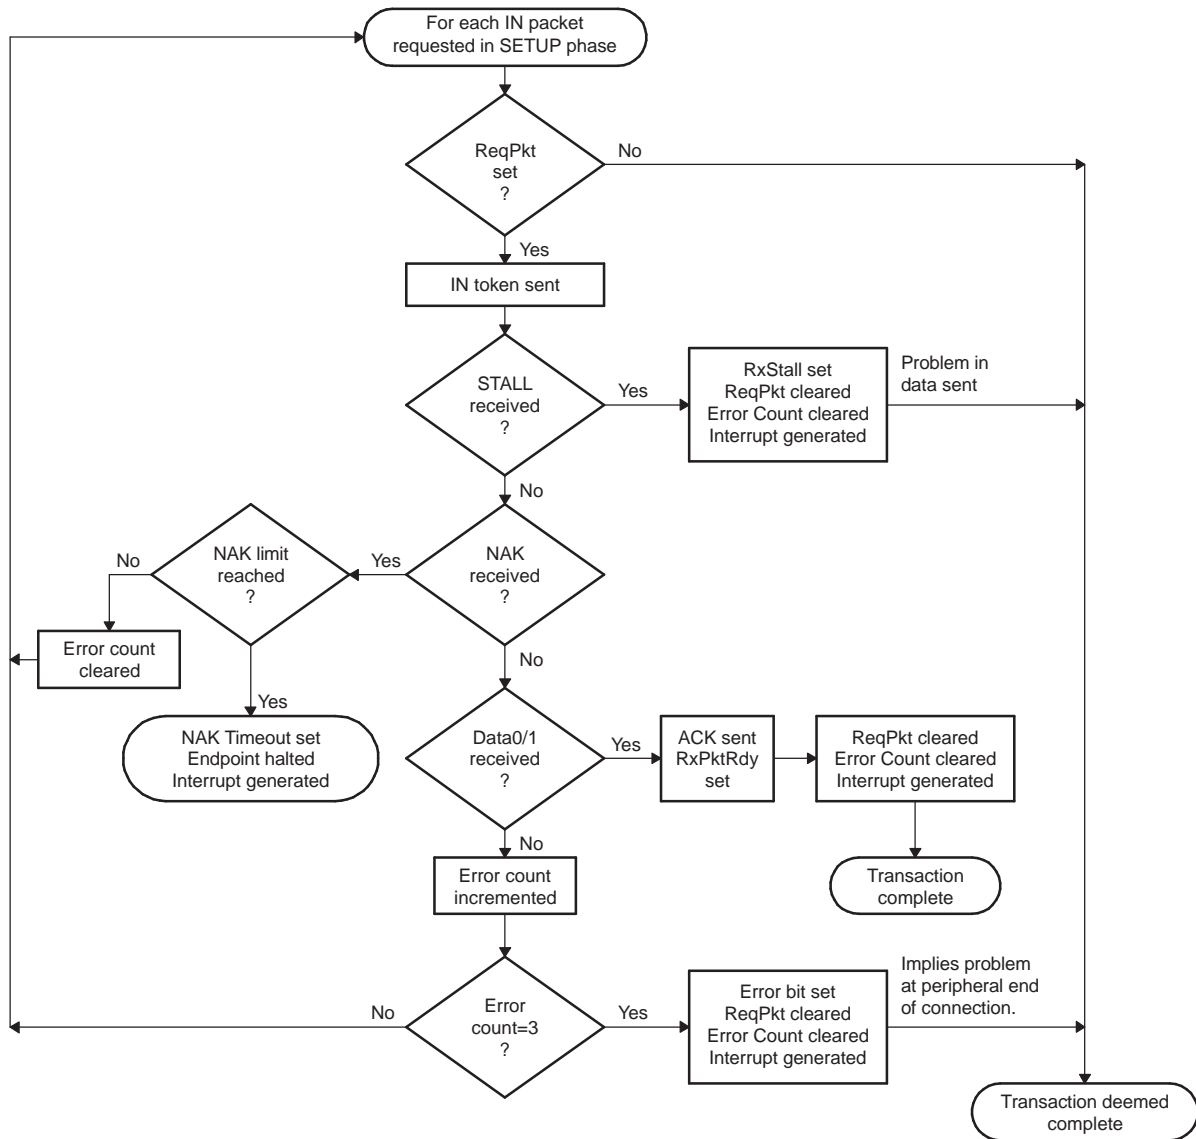 For each IN packet
requested in SETUP phase
ReqPkt
set
?
No
Yes
IN token sent
STALL
received
?
Yes
RxStall set
ReqPkt cleared
Error Count cleared
Interrupt generated
Problem in
data sent
No
NAK limit
reached
?
No
Yes
NAK
received
?
Error count
cleared
Yes
No
NAK Timeout set
Endpoint halted
Interrupt generated
Data0/1
received
?
Yes
ACK sent
RxPktRdy
set
ReqPkt cleared
Error Count cleared
Interrupt generated
No
Error count
incremented
Transaction
complete
Error
count=3
?
No
Yes
Error bit set
ReqPkt cleared
Error Count cleared
Interrupt generated
Implies problem
at peripheral end
of connection.
Transaction deemed
complete